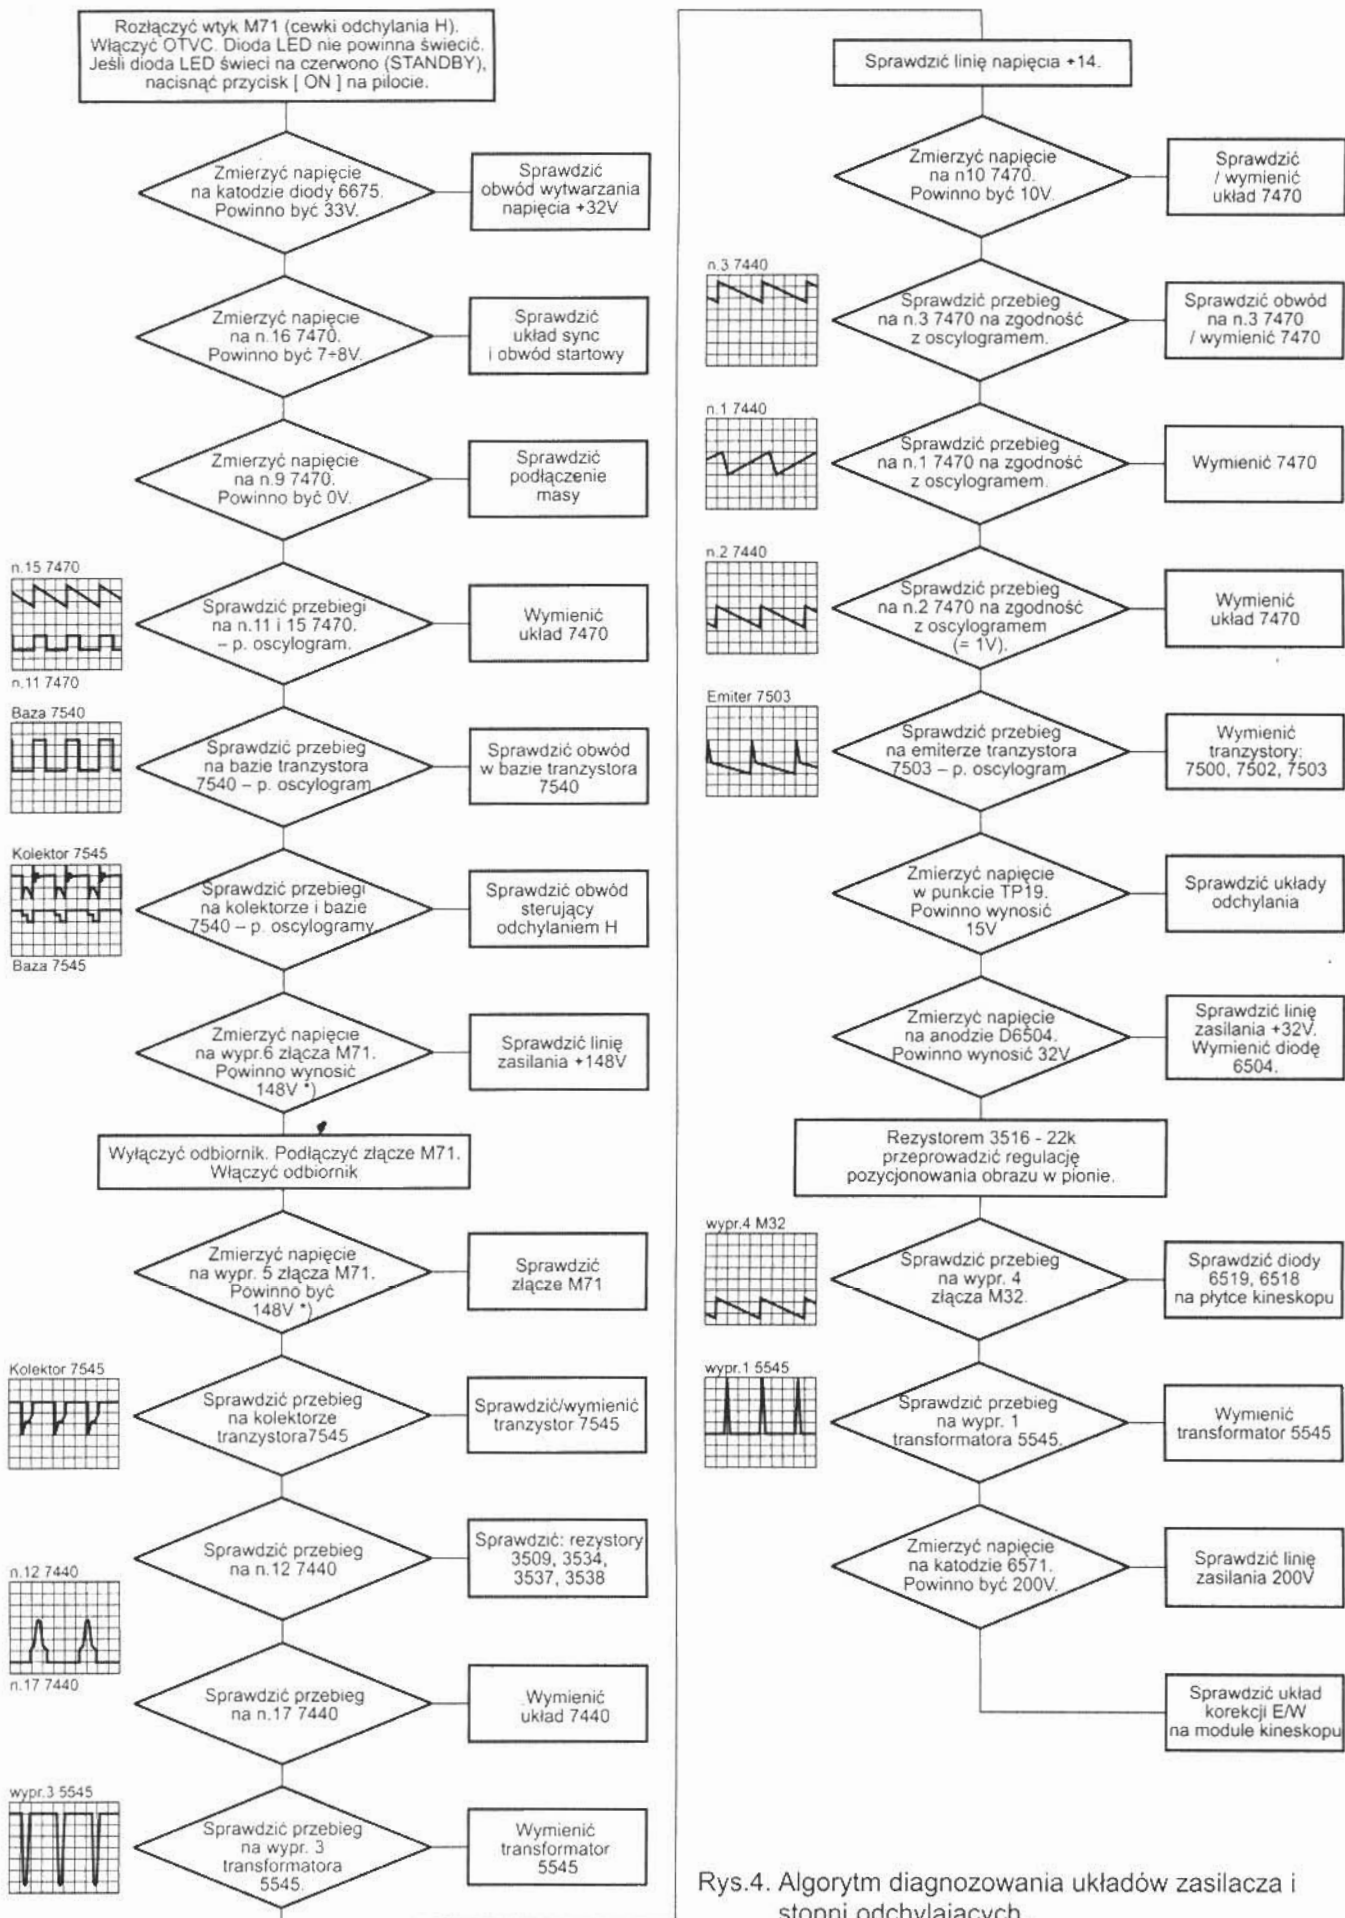 Rozłączyć wtyk M71 (cewki odchylania H).
Włączyć OTVC. Dioda LED nie powinna świecić.
Jeśli dioda LED świeci na czerwono (STANDBY),
nacisnąć przycisk [ ON ] na pilocie.
Zmierzyć napięcie
na katodzie diody 6675.
Powinno być 33V.
Sprawdzić
obwód wytwarzania
napięcia +32V
Zmierzyć napięcie
na n.16 7470.
Powinno być 7÷8V.
Sprawdzić
układ sync
i obwód startowy
Zmierzyć napięcie
na n.9 7470.
Powinno być 0V.
Sprawdzić
podłączenie
masy
n.15 7470
n.11 7470
Sprawdzić przebiegi
na n.11 i 15 7470.
– p. oscylogram.
Wymienić
układ 7470
Baza 7540
Sprawdzić przebieg
na bazie tranzystora
7540 – p. oscylogram
Sprawdzić obwód
w bazie tranzystora
7540
Kolektor 7545
Baza 7545
Sprawdzić przebiegi
na kolektorze i bazie
7540 – p. oscylogramy
Sprawdzić obwód
sterujący
odchylaniem H
Zmierzyć napięcie
na wypr.6 złącza M71.
Powinno wynosić
148V *)
Sprawdzić linię
zasilania +148V
Wyłączyć odbiornik. Podłączyć złącze M71.
Włączyć odbiornik
Zmierzyć napięcie
na wypr. 5 złącza M71.
Powinno być
148V *)
Sprawdzić
złącze M71
Kolektor 7545
Sprawdzić przebieg
na kolektorze
tranzystora7545
Sprawdzić/wymienić
tranzystor 7545
Sprawdzić przebieg
na n.12 7440
Sprawdzić: rezystory
3509, 3534,
3537, 3538
n.12 7440
n.17 7440
Sprawdzić przebieg
na n.17 7440
Wymienić
układ 7440
wypr.3 5545
Sprawdzić przebieg
na wypr. 3
transformatora
5545.
Wymienić
transformator
5545
Sprawdzić linię napięcia +14.
Zmierzyć napięcie
na n10 7470.
Powinno być 10V.
Sprawdzić
/ wymienić
układ 7470
n.3 7440
Sprawdzić przebieg
na n.3 7470 na zgodność
z oscylogramem.
Sprawdzić obwód
na n.3 7470
/ wymienić 7470
n.1 7440
Sprawdzić przebieg
na n.1 7470 na zgodność
z oscylogramem.
Wymienić 7470
n.2 7440
Sprawdzić przebieg
na n.2 7470 na zgodność
z oscylogramem
(= 1V).
Wymienić
układ 7470
Emiter 7503
Sprawdzić przebieg
na emiterze tranzystora
7503 – p. oscylogram
Wymienić
tranzystory:
7500, 7502, 7503
Zmierzyć napięcie
w punkcie TP19.
Powinno wynosić
15V
Sprawdzić układy
odchylania
Zmierzyć napięcie
na anodzie D6504.
Powinno wynosić 32V
Sprawdzić linię
zasilania +32V.
Wymienić diodę
6504.
Rezystorem 3516 - 22k
przeprowadzić regulację
pozycjonowania obrazu w pionie.
wypr.4 M32
Sprawdzić przebieg
na wypr. 4
złącza M32.
Sprawdzić diody
6519, 6518
na płytce kineskopu
wypr.1 5545
Sprawdzić przebieg
na wypr. 1
transformatora 5545.
Wymienić
transformator 5545
Zmierzyć napięcie
na katodzie 6571.
Powinno być 200V.
Sprawdzić linię
zasilania 200V
Sprawdzić układ
korekcji E/W
na module kineskopu
Rys.4. Algorytm diagnozowania układów zasilacza i
stopni odchylających